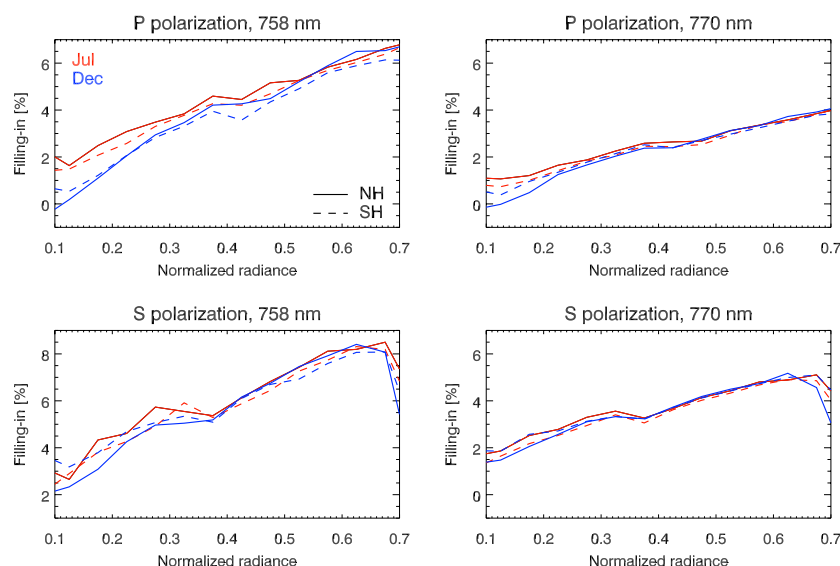 P polarization, 758 nm
Filling-in [%]
6
4
2
0
Jul
Dec
NH
SH
0.1 0.2 0.3 0.4 0.5 0.6 0.7
Normalized radiance
P polarization, 770 nm
Filling-in [%]
6
4
2
0
0.1 0.2 0.3 0.4 0.5 0.6 0.7
Normalized radiance
S polarization, 758 nm
Filling-in [%]
8
6
4
2
0.1 0.2 0.3 0.4 0.5 0.6 0.7
Normalized radiance
S polarization, 770 nm
Filling-in [%]
6
4
2
0
0.1 0.2 0.3 0.4 0.5 0.6 0.7
Normalized radiance